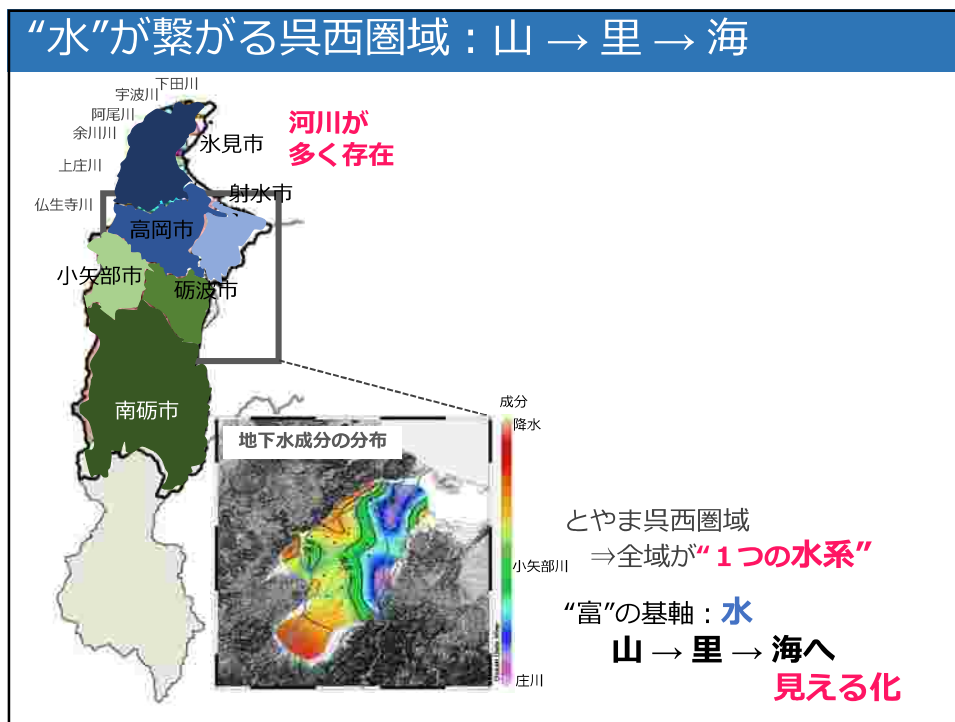 “水”が繋がる呉西圏域：山 → 里 → 海
下田川
宇波川
阿尾川
余川川
上庄川
仏生寺川
氷見市
河川が
多く存在
射水市
高岡市
小矢部市
砺波市
南砺市
地下水成分の分布
成分
降水
小矢部川
庄川
とやま呉西圏域
⇒全域が“１つの水系”
“富”の基軸：水
山 → 里 → 海へ
見える化